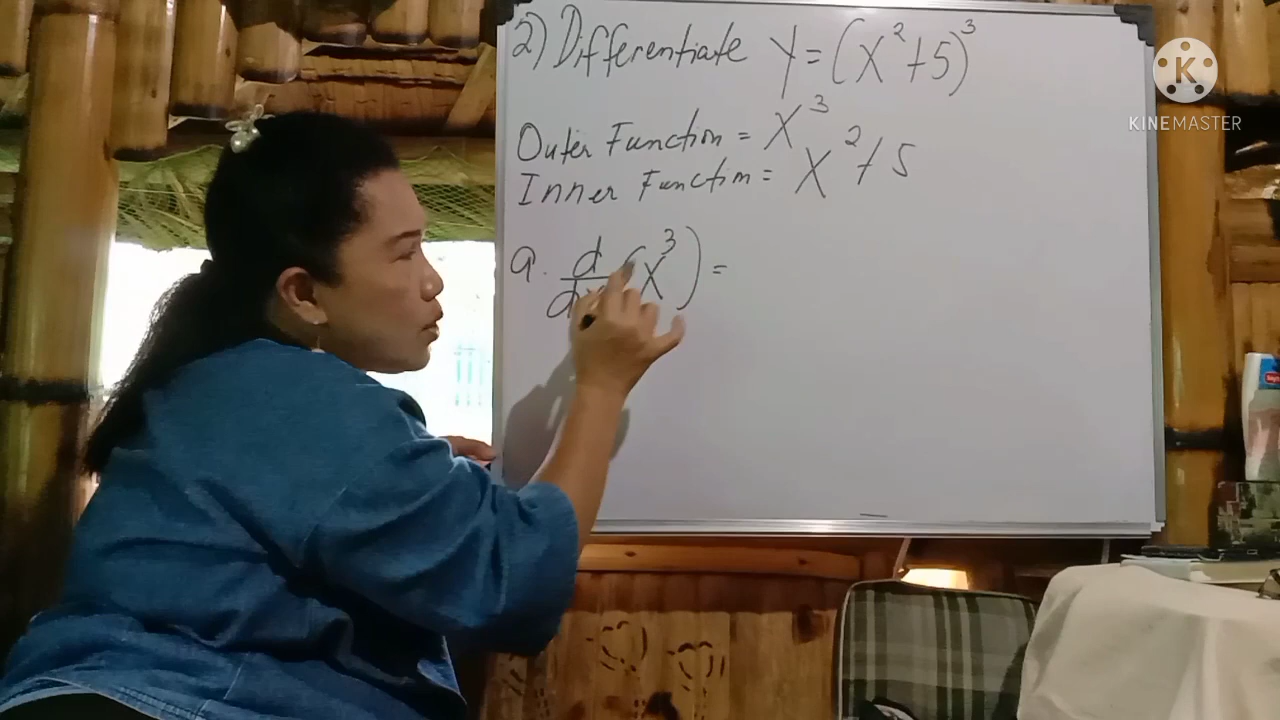 2) Differentiate y = (x² + 5)³
Outer Function = x³
Inner Function = x² + 5
a. d/dx (x³) =
K
KINEMASTER